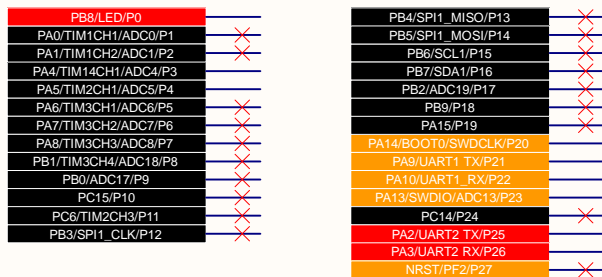 PB8/LED/P0
PA0/TIM1CH1/ADC0/P1
PA1/TIM1CH2/ADC1/P2
PA4/TIM14CH1/ADC4/P3
PA5/TIM2CH1/ADC5/P4
PA6/TIM3CH1/ADC6/P5
PA7/TIM3CH2/ADC7/P6
PA8/TIM3CH3/ADC8/P7
PB1/TIM3CH4/ADC18/P8
PB0/ADC17/P9
PC15/P10
PC6/TIM2CH3/P11
PB3/SPI1_CLK/P12
PB4/SPI1_MISO/P13
PB5/SPI1_MOSI/P14
PB6/SCL1/P15
PB7/SDA1/P16
PB2/ADC19/P17
PB9/P18
PA15/P19
PA14/BOOT0/SWDCLK/P20
PA9/UART1 TX/P21
PA10/UART1_RX/P22
PA13/SWDIO/ADC13/P23
PC14/P24
PA2/UART2 TX/P25
PA3/UART2 RX/P26
NRST/PF2/P27